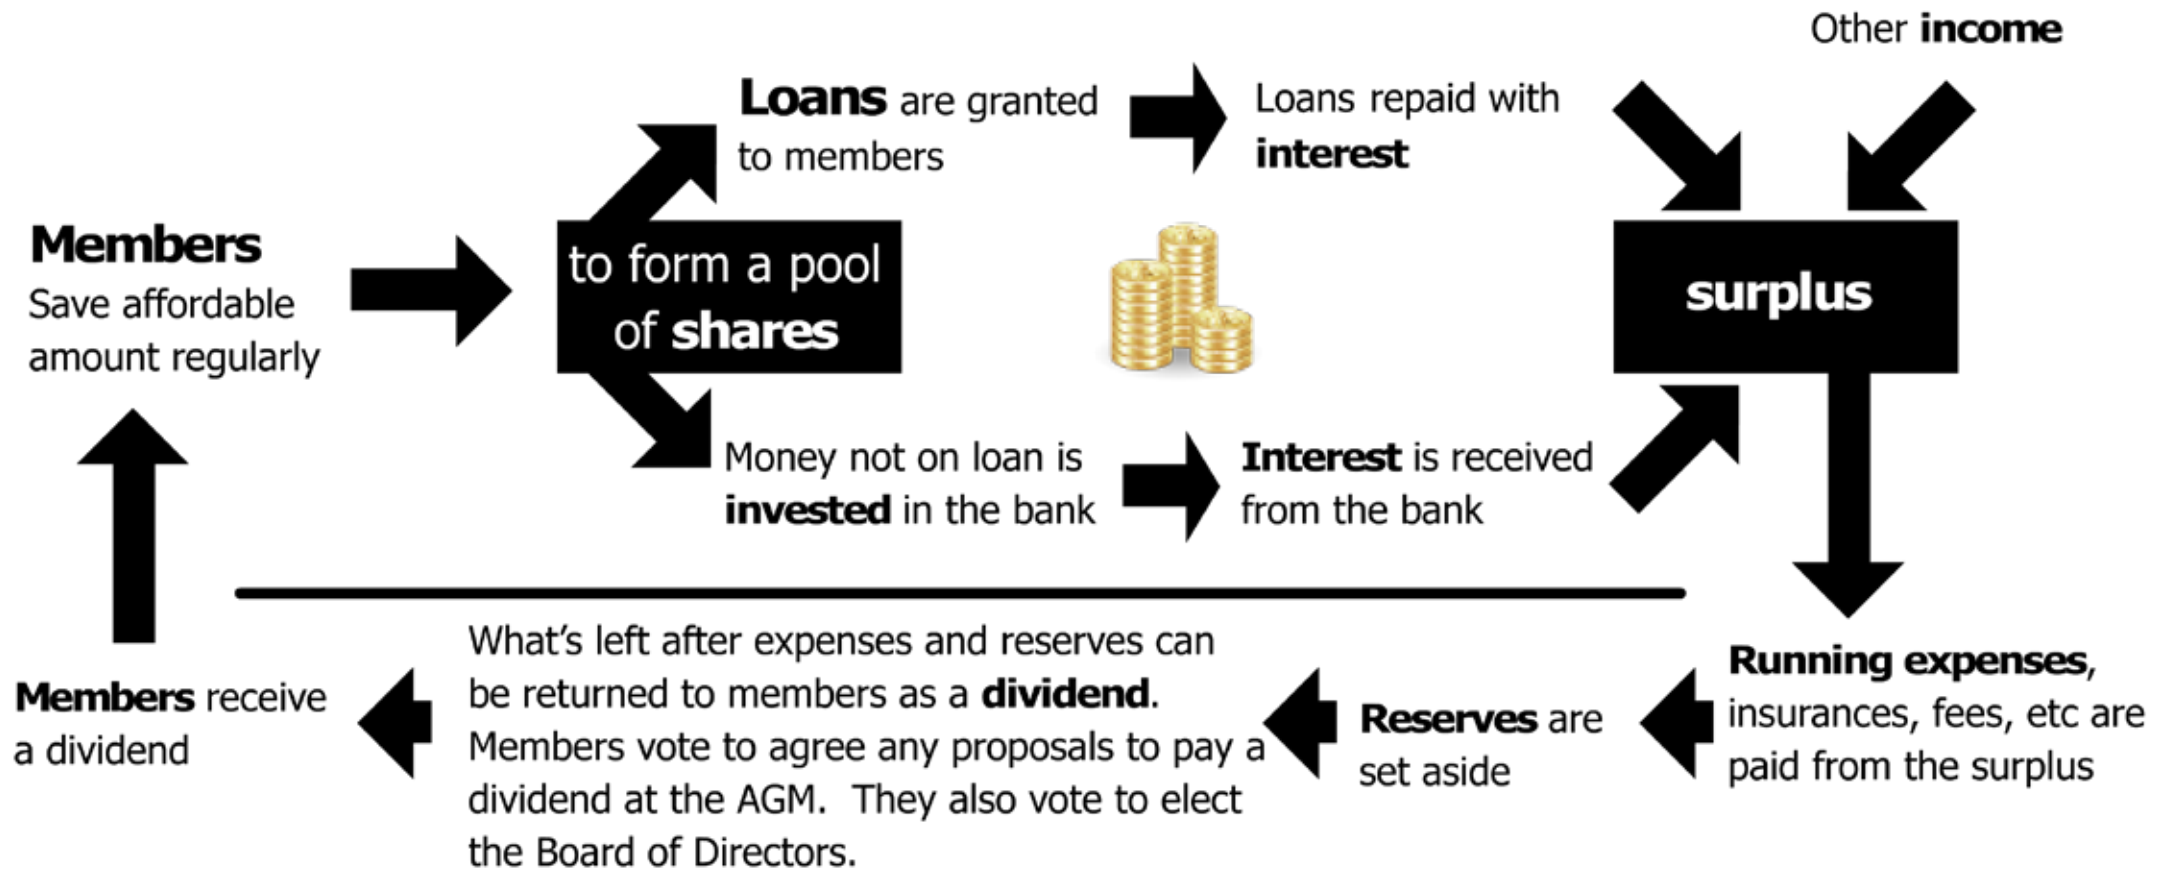 Other income
Loans are granted
to members
Loans repaid with
interest
Members
Save affordable
amount regularly
to form a pool
of shares
surplus
Money not on loan is
invested in the bank
Interest is received
from the bank
Running expenses,
insurances, fees, etc are
paid from the surplus
Reserves are
set aside
What's left after expenses and reserves can
be returned to members as a dividend.
Members vote to agree any proposals to pay a
dividend at the AGM.  They also vote to elect
the Board of Directors.
Members receive
a dividend